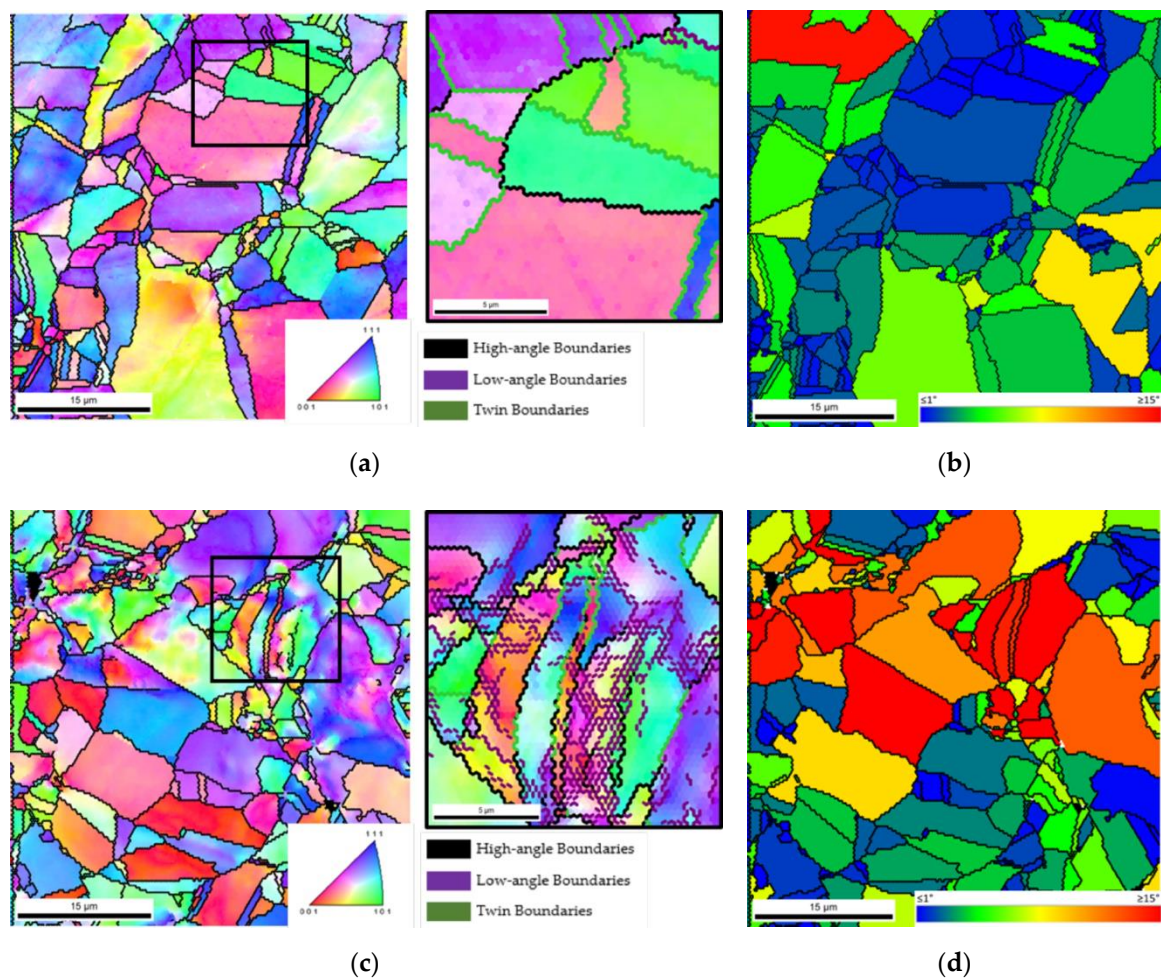 1 1 1
0 0 1
1 0 1
15 µm
5 µm
High-angle Boundaries
Low-angle Boundaries
Twin Boundaries
15 µm
≤1°
≥15°
(a)
(b)
1 1 1
0 0 1
1 0 1
15 µm
5 µm
High-angle Boundaries
Low-angle Boundaries
Twin Boundaries
15 µm
≤1°
≥15°
(c)
(d)